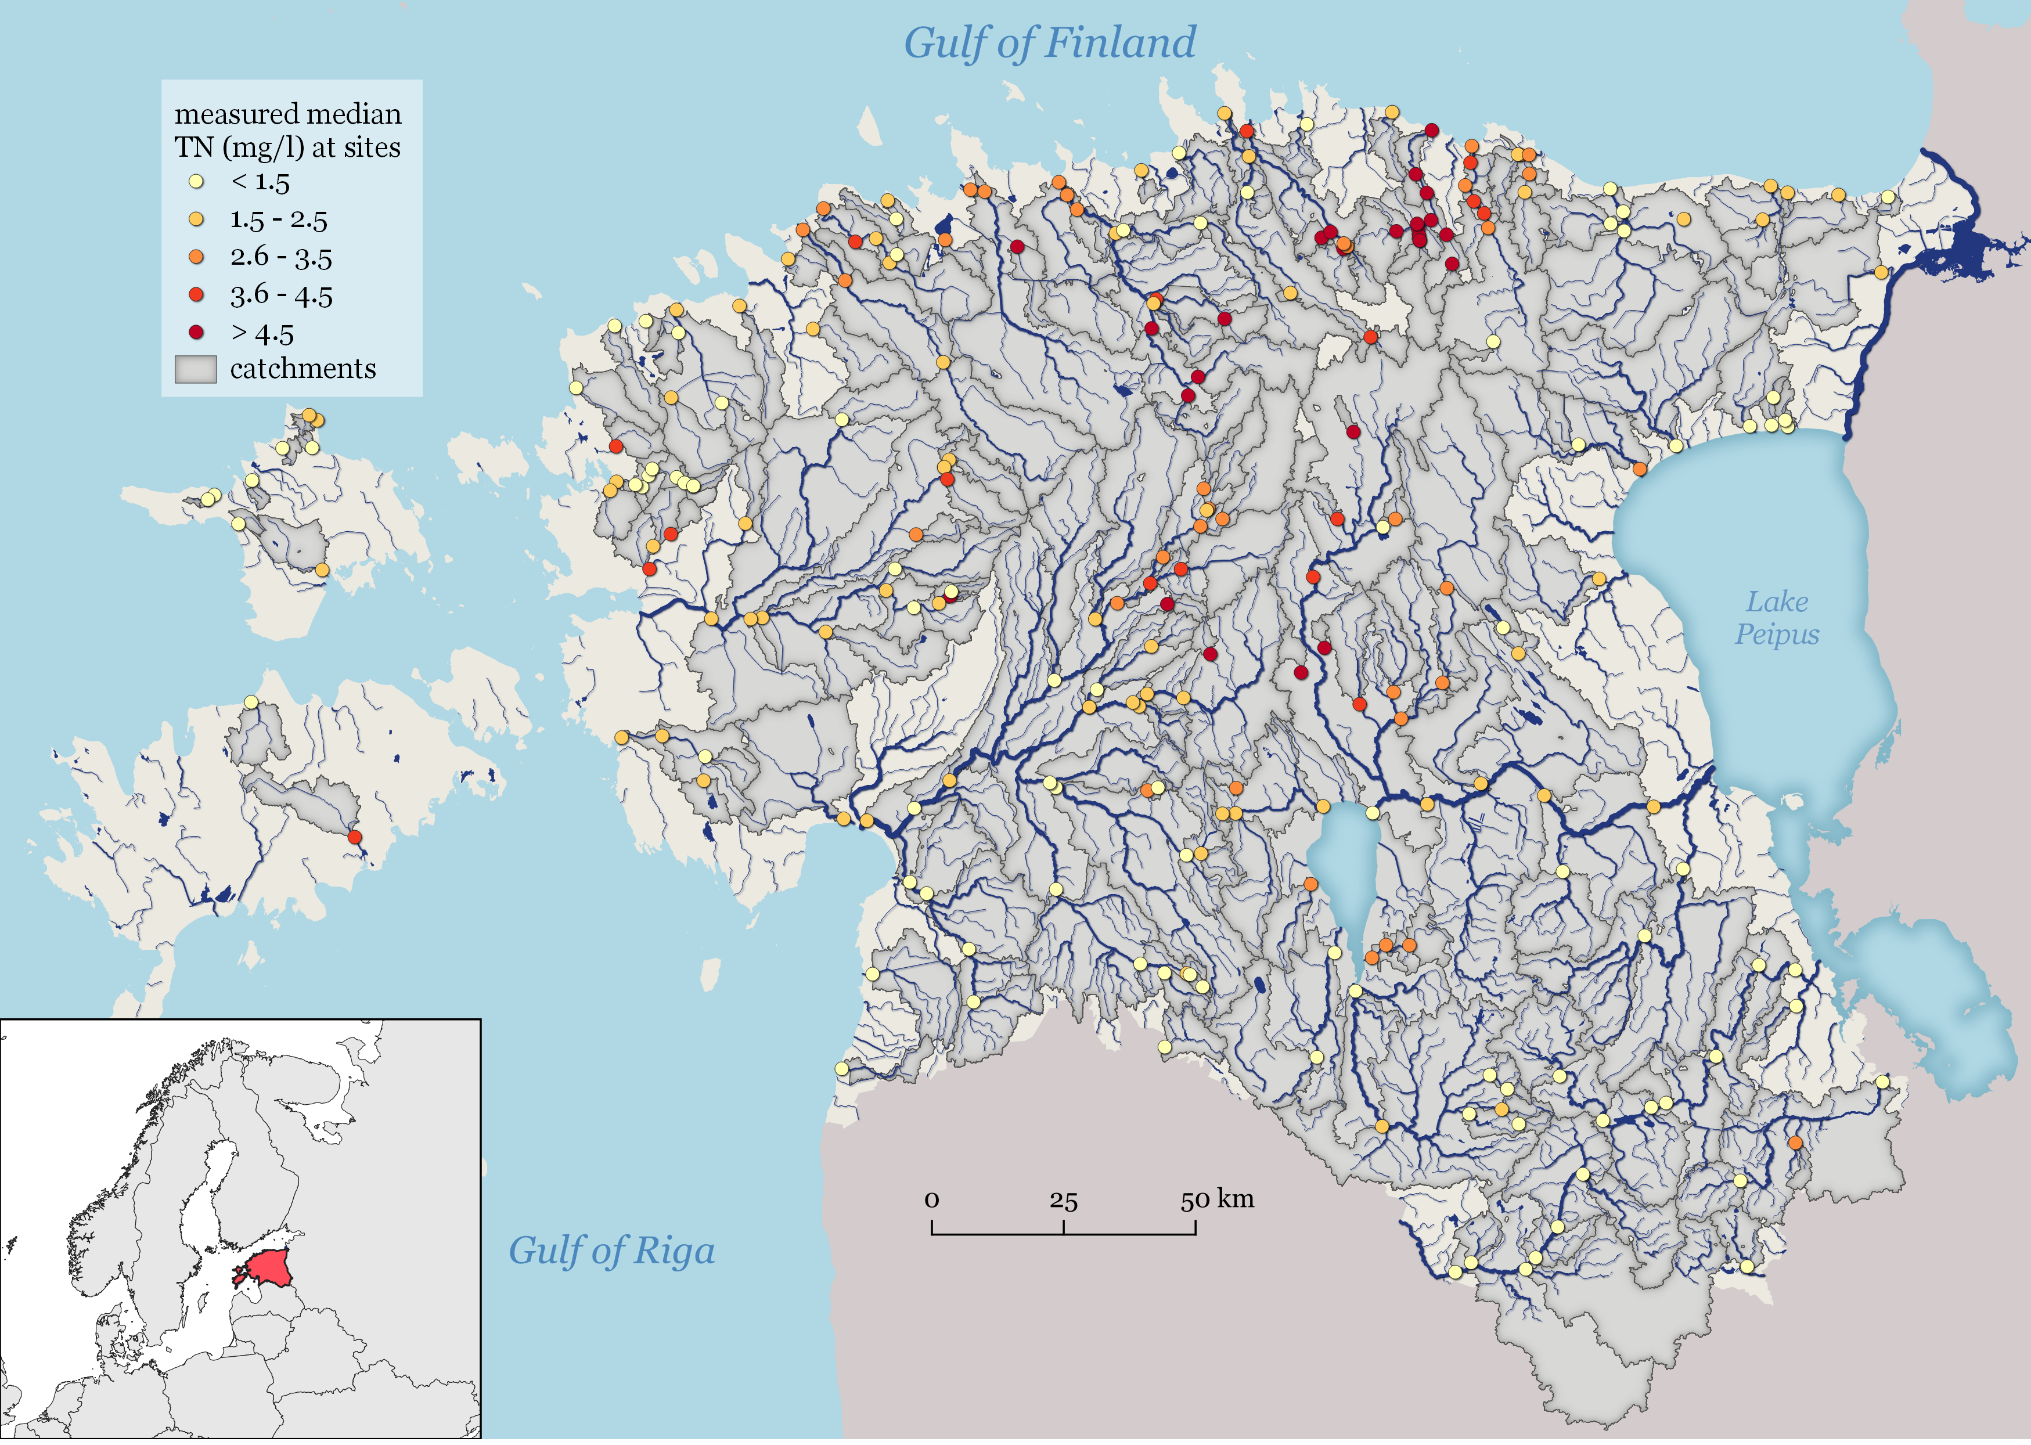 Gulf of Finland
measured median
TN (mg/l) at sites
< 1.5
1.5 - 2.5
2.6 - 3.5
3.6 - 4.5
> 4.5
catchments
Lake
Peipus
0 25 50 km
Gulf of Riga